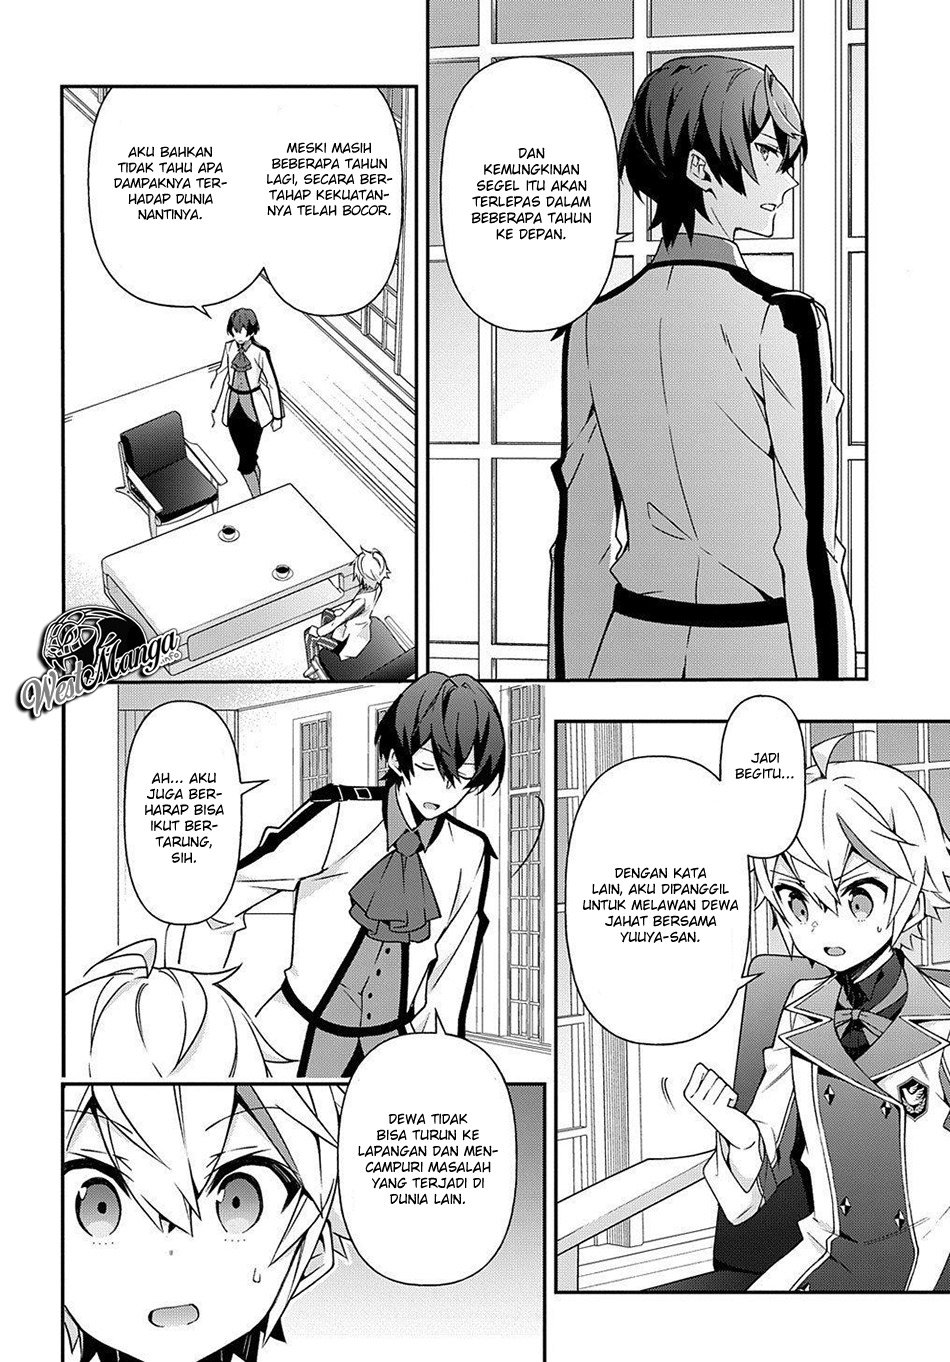 DAN
KEMUNGKINAN
SEGEL ITU AKAN
TERLEPAS DALAM
BEBERAPA TAHUN
KE DEPAN.
MESKI MASIH
BEBERAPA TAHUN
LAGI, SECARA BER-
TAHAP KEKUATAN-
NYA TELAH BOCOR.
AKU BAHKAN
TIDAK TAHU APA
DAMPAKNYA TER-
HADAP DUNIA
NANTINYA.
WestManga
.info
JADI
BEGITU...
DENGAN KATA
LAIN, AKU DIPANGGIL
UNTUK MELAWAN DEWA
JAHAT BERSAMA
YUUYA-SAN.
AH... AKU
JUGA BER-
HARAP BISA
IKUT BER-
TARUNG,
SIH.
DEWA TIDAK
BISA TURUN KE
LAPANGAN DAN MEN-
CAMPURI MASALAH
YANG TERJADI DI
DUNIA LAIN.